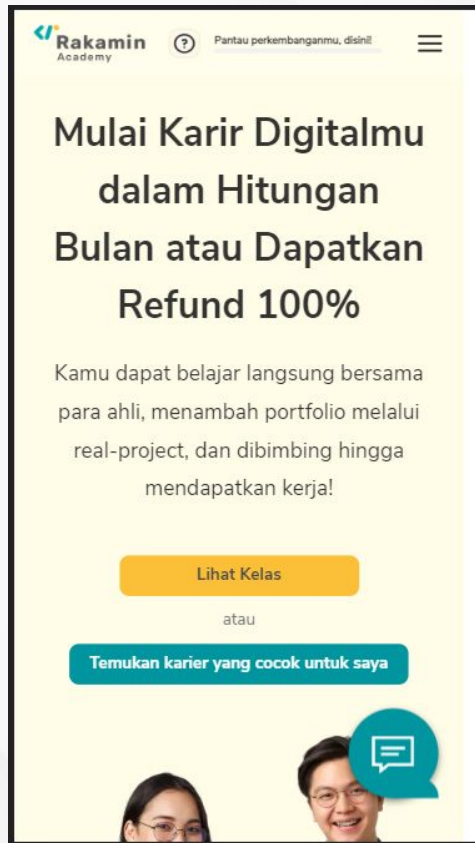 Rakamin
Academy
? Pantau perkembanganmu, disini!
Mulai Karir Digitalmu
dalam Hitungan
Bulan atau Dapatkan
Refund 100%
Kamu dapat belajar langsung bersama
para ahli, menambah portfolio melalui
real-project, dan dibimbing hingga
mendapatkan kerja!
Lihat Kelas
atau
Temukan karier yang cocok untuk saya